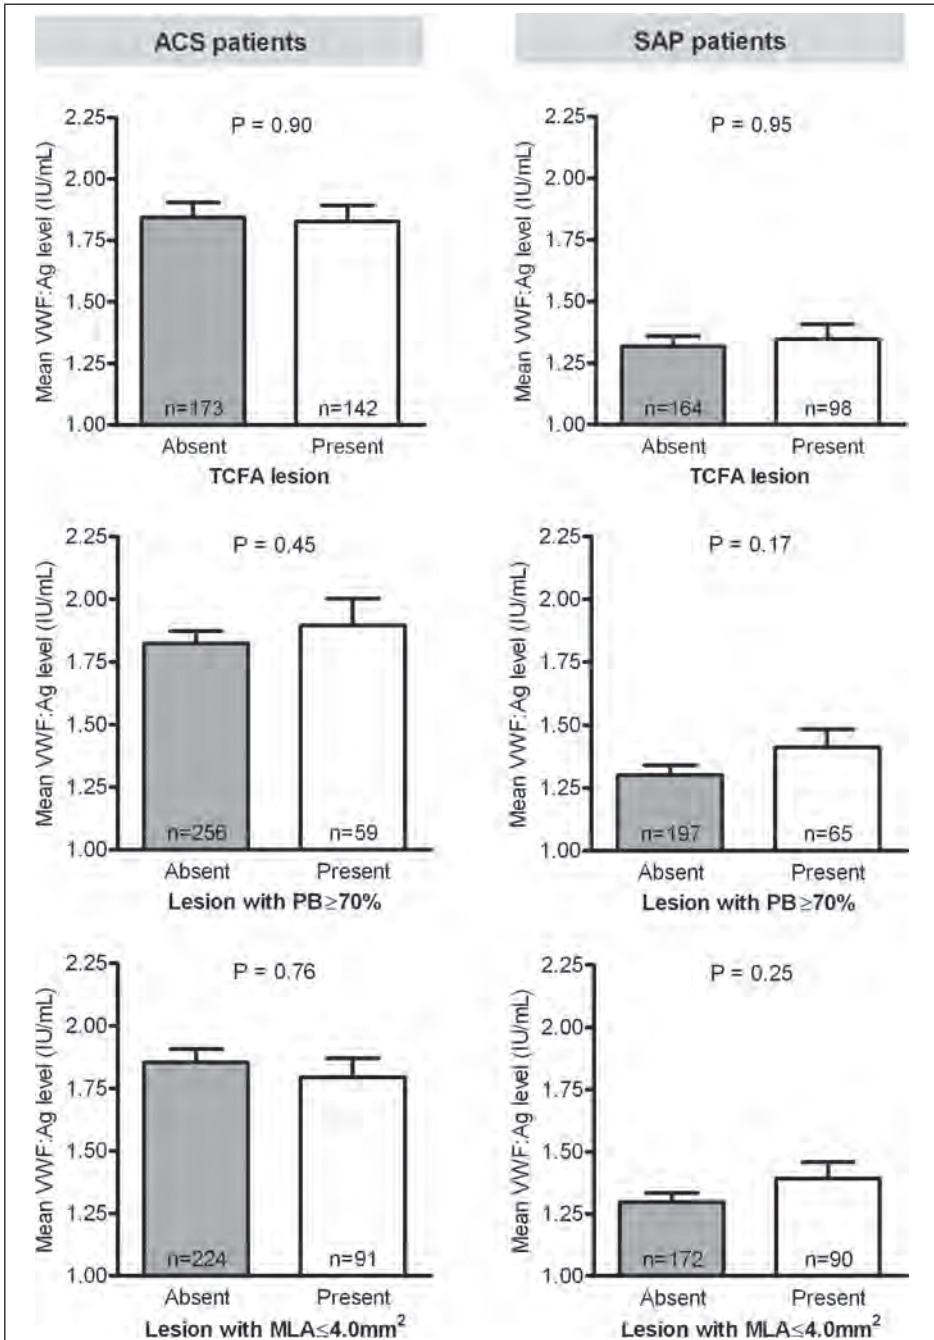 ACS patients
SAP patients
Mean VWF:Ag level (IU/mL)
2.25
2.00
1.75
1.50
1.25
1.00
P = 0.90
n=173
n=142
Absent
Present
TCFA lesion
Mean VWF:Ag level (IU/mL)
2.25
2.00
1.75
1.50
1.25
1.00
P = 0.95
n=164
n=98
Absent
Present
TCFA lesion
Mean VWF:Ag level (IU/mL)
2.25
2.00
1.75
1.50
1.25
1.00
P = 0.45
n=256
n=59
Absent
Present
Lesion with PB≥70%
Mean VWF:Ag level (IU/mL)
2.25
2.00
1.75
1.50
1.25
1.00
P = 0.17
n=197
n=65
Absent
Present
Lesion with PB≥70%
Mean VWF:Ag level (IU/mL)
2.25
2.00
1.75
1.50
1.25
1.00
P = 0.76
n=224
n=91
Absent
Present
Lesion with MLA≤4.0mm²
Mean VWF:Ag level (IU/mL)
2.25
2.00
1.75
1.50
1.25
1.00
P = 0.25
n=172
n=90
Absent
Present
Lesion with MLA≤4.0mm²